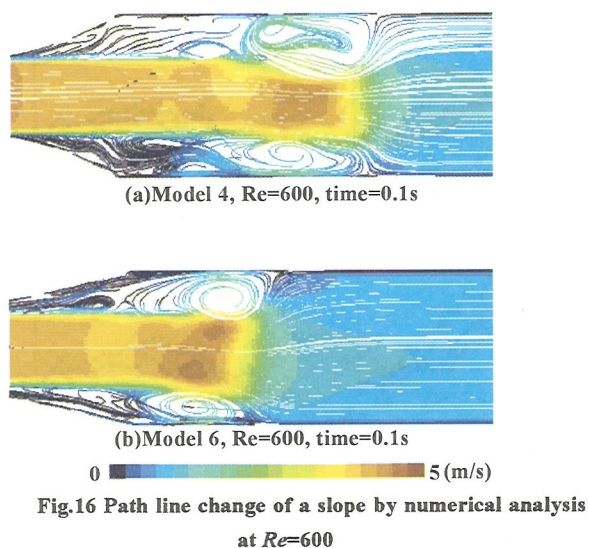 (a)Model 4, Re=600, time=0.1s
(b)Model 6, Re=600, time=0.1s
0 5 (m/s)
Fig.16 Path line change of a slope by numerical analysis
at Re=600